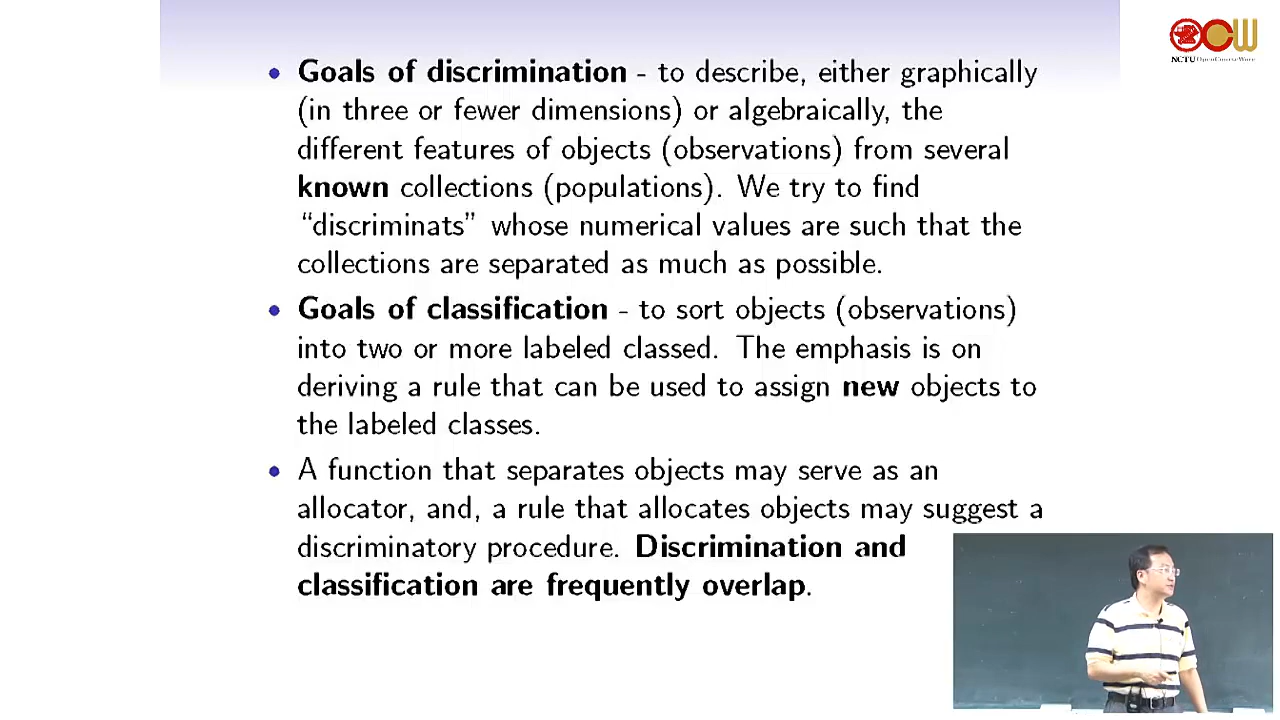 OCW
NCTU OpenCourseWare
• Goals of discrimination - to describe, either graphically
(in three or fewer dimensions) or algebraically, the
different features of objects (observations) from several
known collections (populations). We try to find
“discriminats” whose numerical values are such that the
collections are separated as much as possible.
• Goals of classification - to sort objects (observations)
into two or more labeled classed. The emphasis is on
deriving a rule that can be used to assign new objects to
the labeled classes.
• A function that separates objects may serve as an
allocator, and, a rule that allocates objects may suggest a
discriminatory procedure. Discrimination and
classification are frequently overlap.